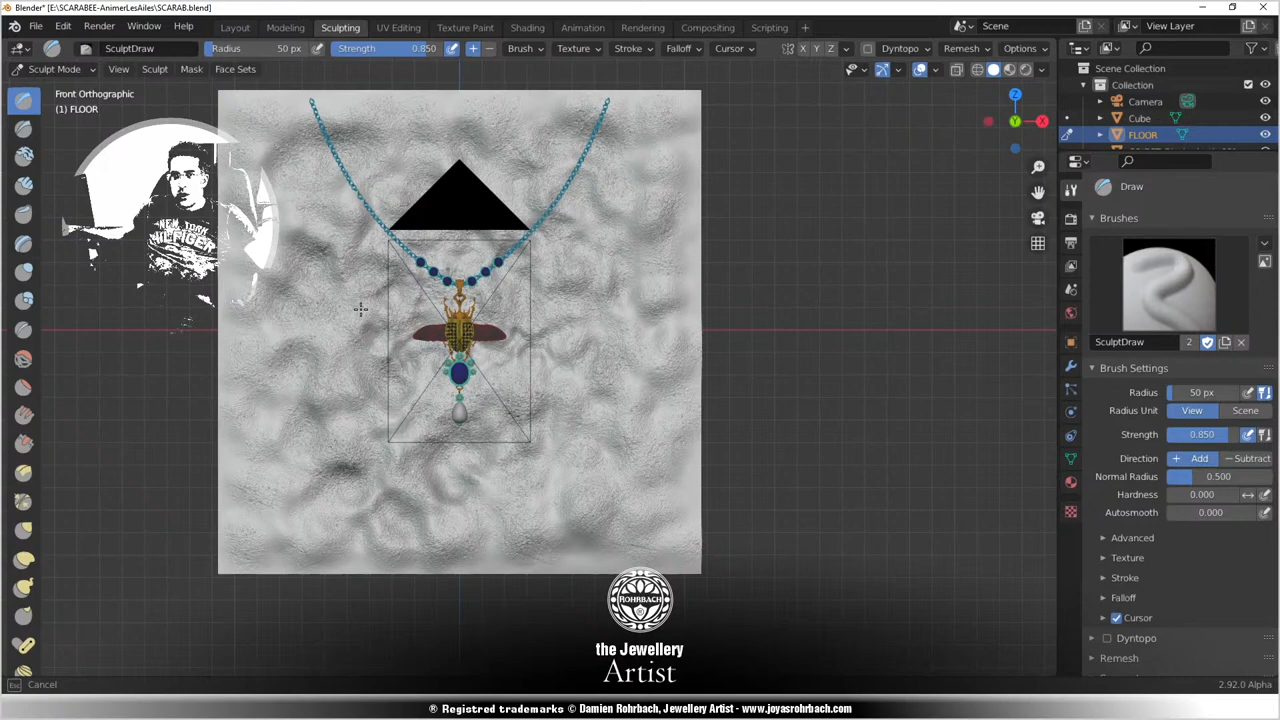 Blender* [E:\SCARABEE-AnimerLesAiles\SCARAB.blend]
File Edit Render Window Help Layout Modeling Sculpting UV Editing Texture Paint Shading Animation Rendering Compositing Scripting + Scene View Layer
SculptDraw Radius 50 px Strength 0.850 Brush Texture Stroke Falloff Cursor X Y Z Dyntopo Remesh Options
Sculpt Mode View Sculpt Mask Face Sets
Scene Collection
Collection
Camera
Cube
FLOOR
Front Orthographic
(1) FLOOR
Z
Y
X
NEW YORK
HILFIGER
Draw
Brushes
SculptDraw 2
Brush Settings
Radius 50 px
Radius Unit View Scene
Strength 0.850
Direction + Add — Subtract
Normal Radius 0.500
Hardness 0.000
Autosmooth 0.000
Advanced
Texture
Stroke
Falloff
Cursor
Dyntopo
Remesh
ROHRBACH
the Jewellery
Artist
Esc Cancel
2.92.0 Alpha
® Registered trademarks © Damien Rohrbach, Jewellery Artist - www.joyasrohrbach.com